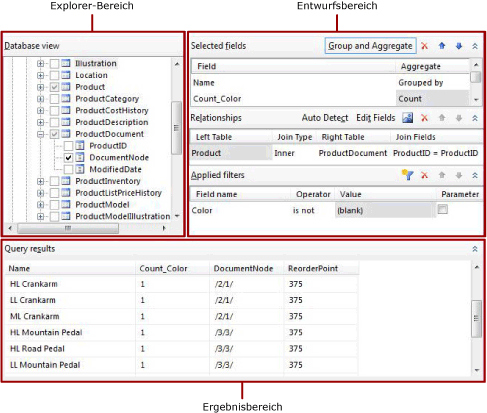 Explorer-Bereich
Entwurfsbereich
Database view
Illustration
Location
Product
ProductCategory
ProductCostHistory
ProductDescription
ProductDocument
ProductID
DocumentNode
ModifiedDate
ProductInventory
ProductListPriceHistory
ProductModel
ProductModelIllustration
Selected fields Group and Aggregate
Field Aggregate
Name Grouped by
Count_Color Count
Relationships Auto Detect Edit Fields
Left Table Join Type Right Table Join Fields
Product Inner ProductDocument ProductID = ProductID
Applied filters
Field name Operator Value Parameter
Color is not (blank)
Query results
Name Count_Color DocumentNode ReorderPoint
HL Crankarm 1 /2/1/ 375
LL Crankarm 1 /2/1/ 375
ML Crankarm 1 /2/1/ 375
HL Mountain Pedal 1 /3/3/ 375
HL Road Pedal 1 /3/3/ 375
LL Mountain Pedal 1 /3/3/ 375
Ergebnisbereich